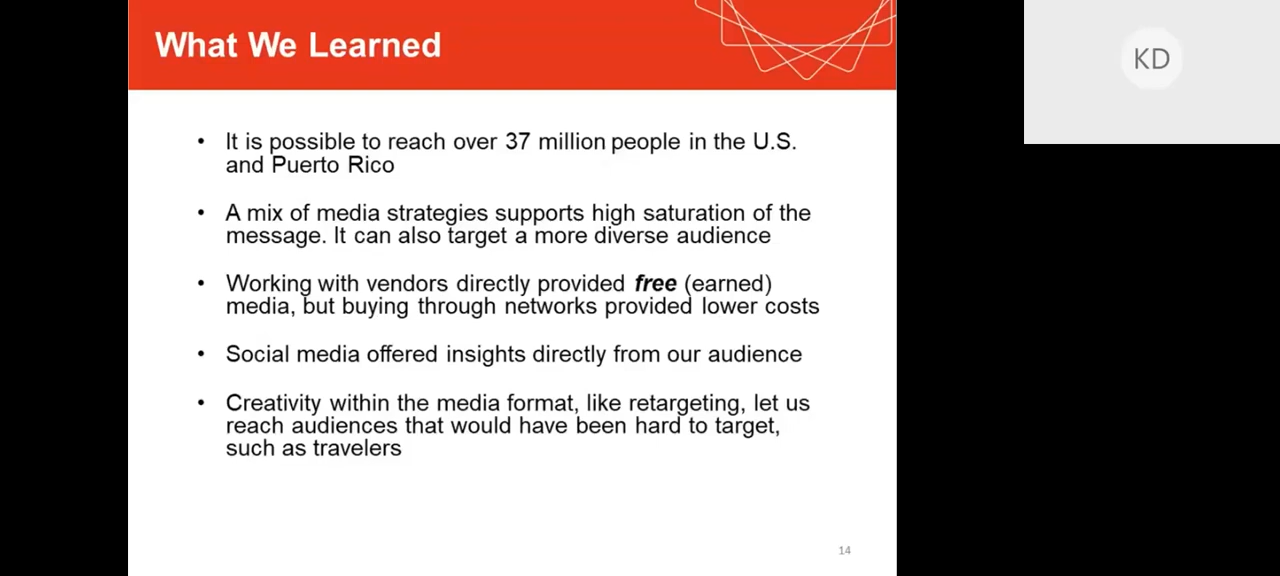 What We Learned
KD
• It is possible to reach over 37 million people in the U.S.
and Puerto Rico
• A mix of media strategies supports high saturation of the
message. It can also target a more diverse audience
• Working with vendors directly provided free (earned)
media, but buying through networks provided lower costs
• Social media offered insights directly from our audience
• Creativity within the media format, like retargeting, let us
reach audiences that would have been hard to target,
such as travelers
14